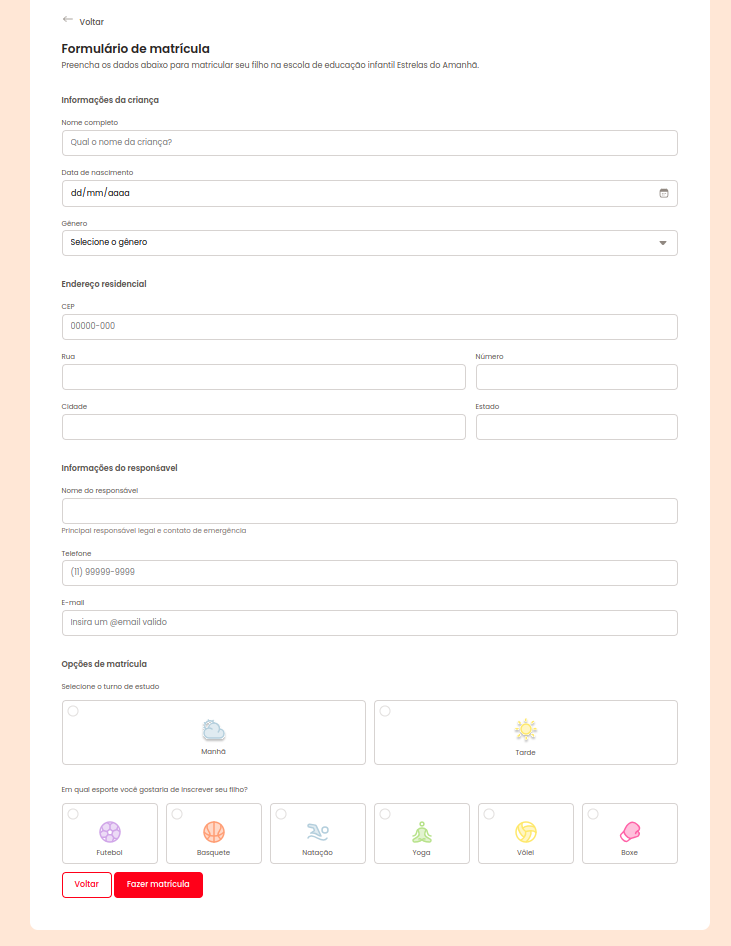 Voltar
Formulário de matrícula
Preencha os dados abaixo para matricular seu filho na escola de educação infantil Estrelas do Amanhã.
Informações da criança
Nome completo
Qual o nome da criança?
Data de nascimento
dd/mm/aaaa
Gênero
Selecione o gênero
Endereço residencial
CEP
00000-000
Rua Número
Cidade Estado
Informações do responśavel
Nome do responsável
Principal responsável legal e contato de emergência
Telefone
(11) 99999-9999
E-mail
Insira um @email valido
Opções de matricula
Selecione o turno de estudo
Manhã Tarde
Em qual esporte você gostaria de inscrever seu filho?
Futebol Basquete Natação Yoga Vôlei Boxe
Voltar Fazer matricula